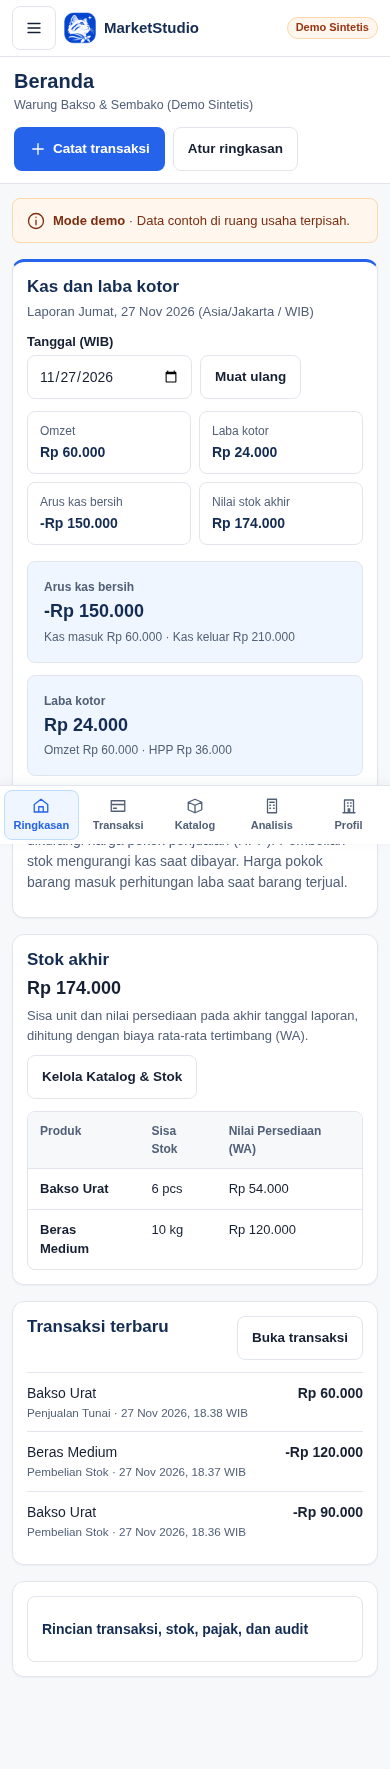 MarketStudio
Demo Sintetis
Beranda
Warung Bakso & Sembako (Demo Sintetis)
Catat transaksi
Atur ringkasan
Mode demo · Data contoh di ruang usaha terpisah.
Kas dan laba kotor
Laporan Jumat, 27 Nov 2026 (Asia/Jakarta / WIB)
Tanggal (WIB)
11/27/2026
Muat ulang
Omzet
Rp 60.000
Laba kotor
Rp 24.000
Arus kas bersih
-Rp 150.000
Nilai stok akhir
Rp 174.000
Arus kas bersih
-Rp 150.000
Kas masuk Rp 60.000 · Kas keluar Rp 210.000
Laba kotor
Rp 24.000
Omzet Rp 60.000 · HPP Rp 36.000
Ringkasan
Transaksi
Katalog
Analisis
Profil
stok mengurangi kas saat dibayar. Harga pokok
barang masuk perhitungan laba saat barang terjual.
Stok akhir
Rp 174.000
Sisa unit dan nilai persediaan pada akhir tanggal laporan,
dihitung dengan biaya rata-rata tertimbang (WA).
Kelola Katalog & Stok
Produk
Sisa
Stok
Nilai Persediaan
(WA)
Bakso Urat
6 pcs
Rp 54.000
Beras
Medium
10 kg
Rp 120.000
Transaksi terbaru
Buka transaksi
Bakso Urat
Rp 60.000
Penjualan Tunai · 27 Nov 2026, 18.38 WIB
Beras Medium
-Rp 120.000
Pembelian Stok · 27 Nov 2026, 18.37 WIB
Bakso Urat
-Rp 90.000
Pembelian Stok · 27 Nov 2026, 18.36 WIB
Rincian transaksi, stok, pajak, dan audit